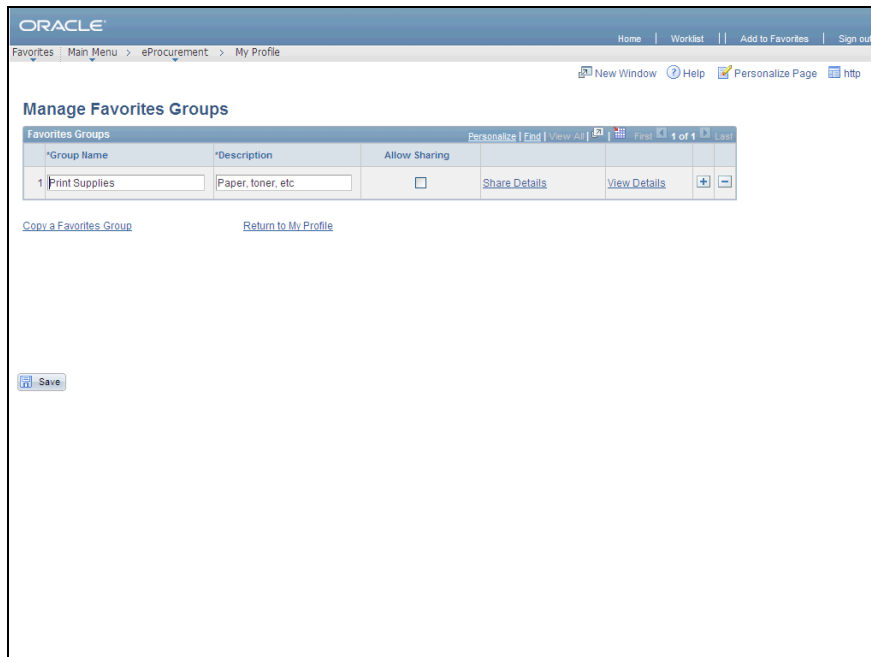 ORACLE
Home | Worklist || Add to Favorites | Sign out
Favorites Main Menu > eProcurement > My Profile
New Window Help Personalize Page http
Manage Favorites Groups
Favorites Groups Personalize | Find | View All | | First 1 of 1 Last
*Group Name *Description Allow Sharing
1 Print Supplies Paper, toner, etc Share Details View Details
Copy a Favorites Group Return to My Profile
Save